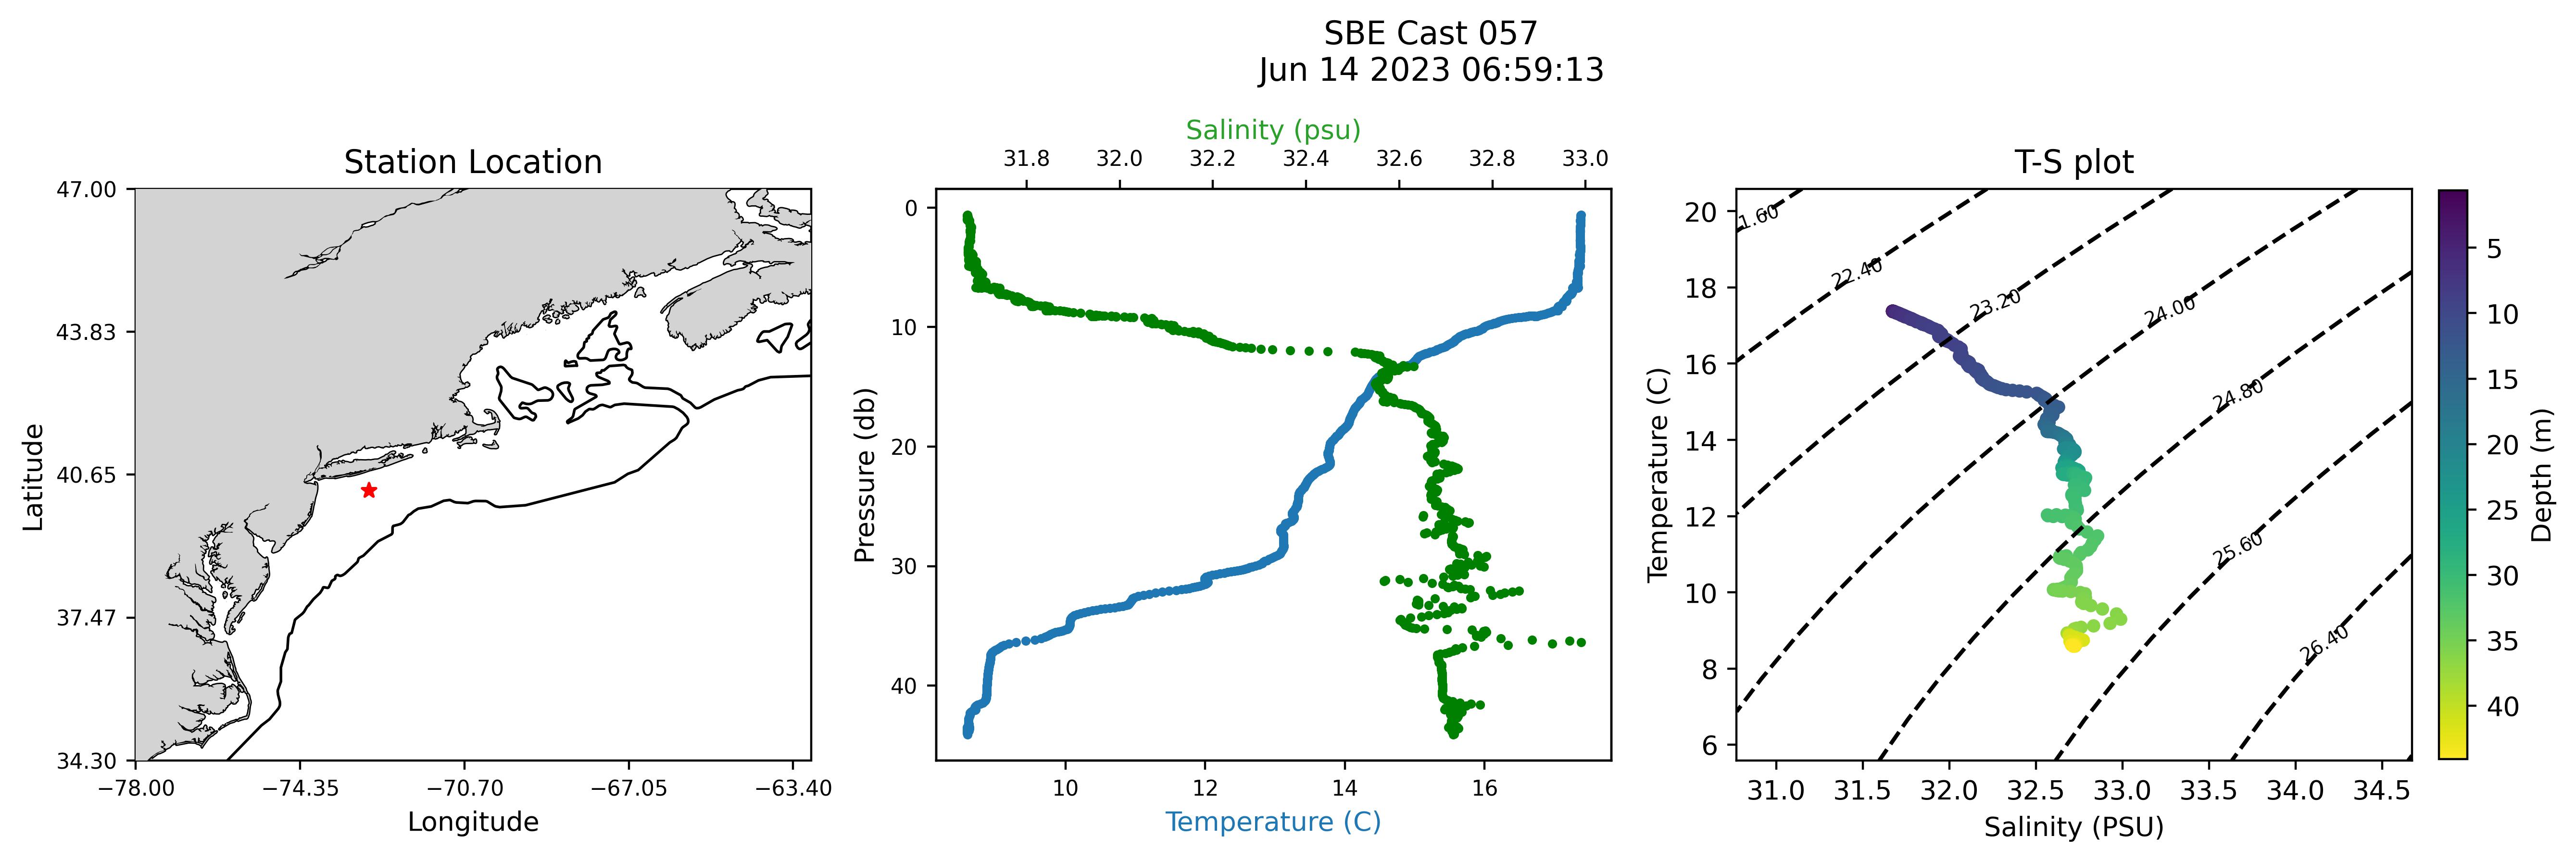 SBE Cast 057
Jun 14 2023 06:59:13
Station Location
47.00
43.83
40.65
37.47
34.30
Latitude
−78.00 −74.35 −70.70 −67.05 −63.40
Longitude
Salinity (psu)
31.8 32.0 32.2 32.4 32.6 32.8 33.0
0
10
20
30
40
Pressure (db)
10 12 14 16
Temperature (C)
T-S plot
20
18
16
14
12
10
8
6
Temperature (C)
1.60
22.40
23.20
24.00
24.80
25.60
26.40
31.0 31.5 32.0 32.5 33.0 33.5 34.0 34.5
Salinity (PSU)
5
10
15
20
25
30
35
40
Depth (m)